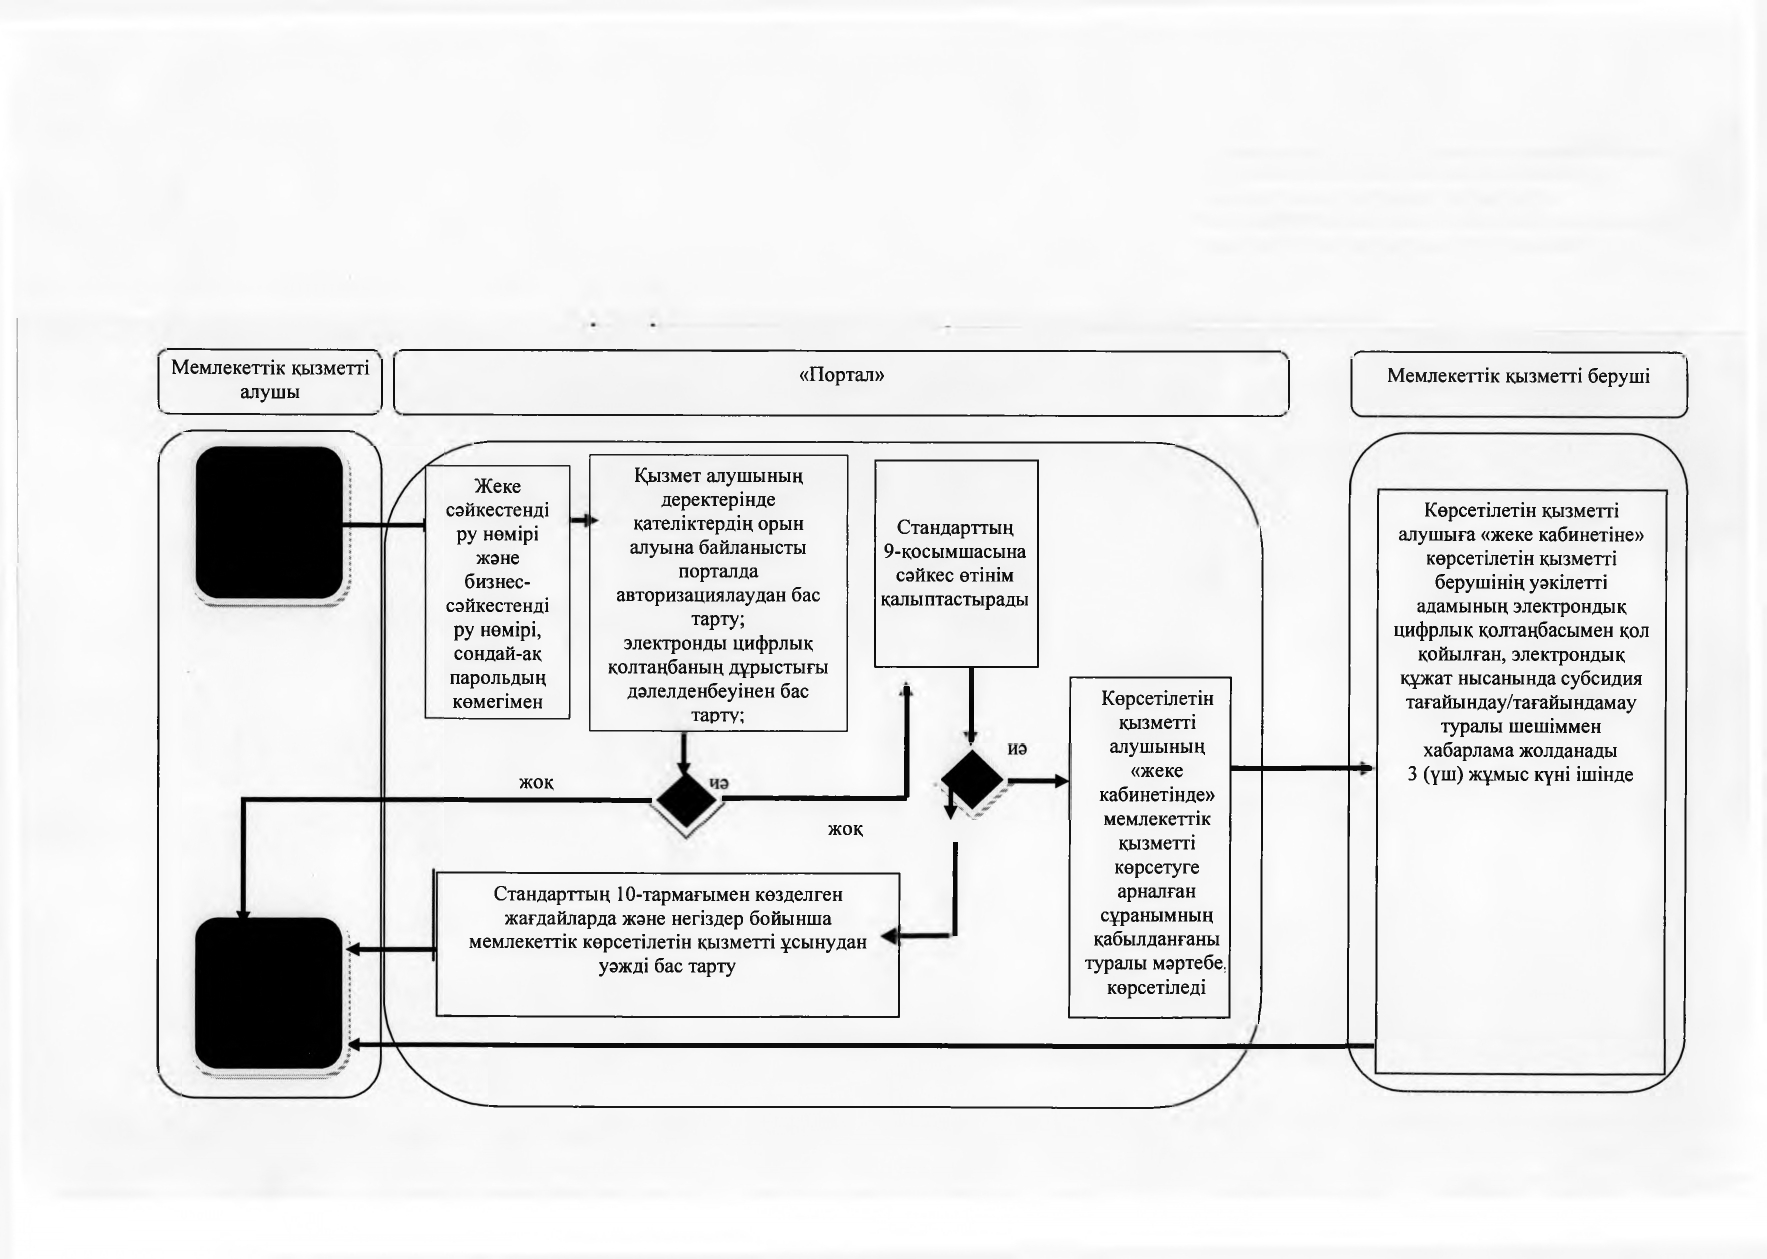 Мемлекеттік қызметті
алушы
«Портал»
Мемлекеттік қызметті беруші
Жеке
сәйкестенді
ру нөмірі
және
бизнес-
сәйкестенді
ру нөмірі,
сондай-ақ
парольдың
көмегімен
Қызмет алушының
деректерінде
қателіктердің орын
алуына байланысты
порталда
авторизациялаудан бас
тарту;
электронды цифрлық
қолтаңбаның дұрыстығы
дәлелденбеуінен бас
тарту;
Стандарттың
9-қосымшасына
сәйкес өтінім
қалыптастырады
жоқ
иә
жоқ
иә
Көрсетілетін
қызметті
алушының
«жеке
кабинетінде»
мемлекеттік
қызметті
көрсетуге
арналған
сұранымның
қабылданғаны
туралы мәртебе
көрсетіледі
Стандарттың 10-тармағымен көзделген
жағдайларда және негіздер бойынша
мемлекеттік көрсетілетін қызметті ұсынудан
уәжді бас тарту
Көрсетілетін қызметті
алушыға «жеке кабинетіне»
көрсетілетін қызметті
берушінің уәкілетті
адамының электрондық
цифрлық қолтаңбасымен қол
қойылған, электрондық
құжат нысанында субсидия
тағайындау/тағайындамау
туралы шешіммен
хабарлама жолданады
3 (үш) жұмыс күні ішінде